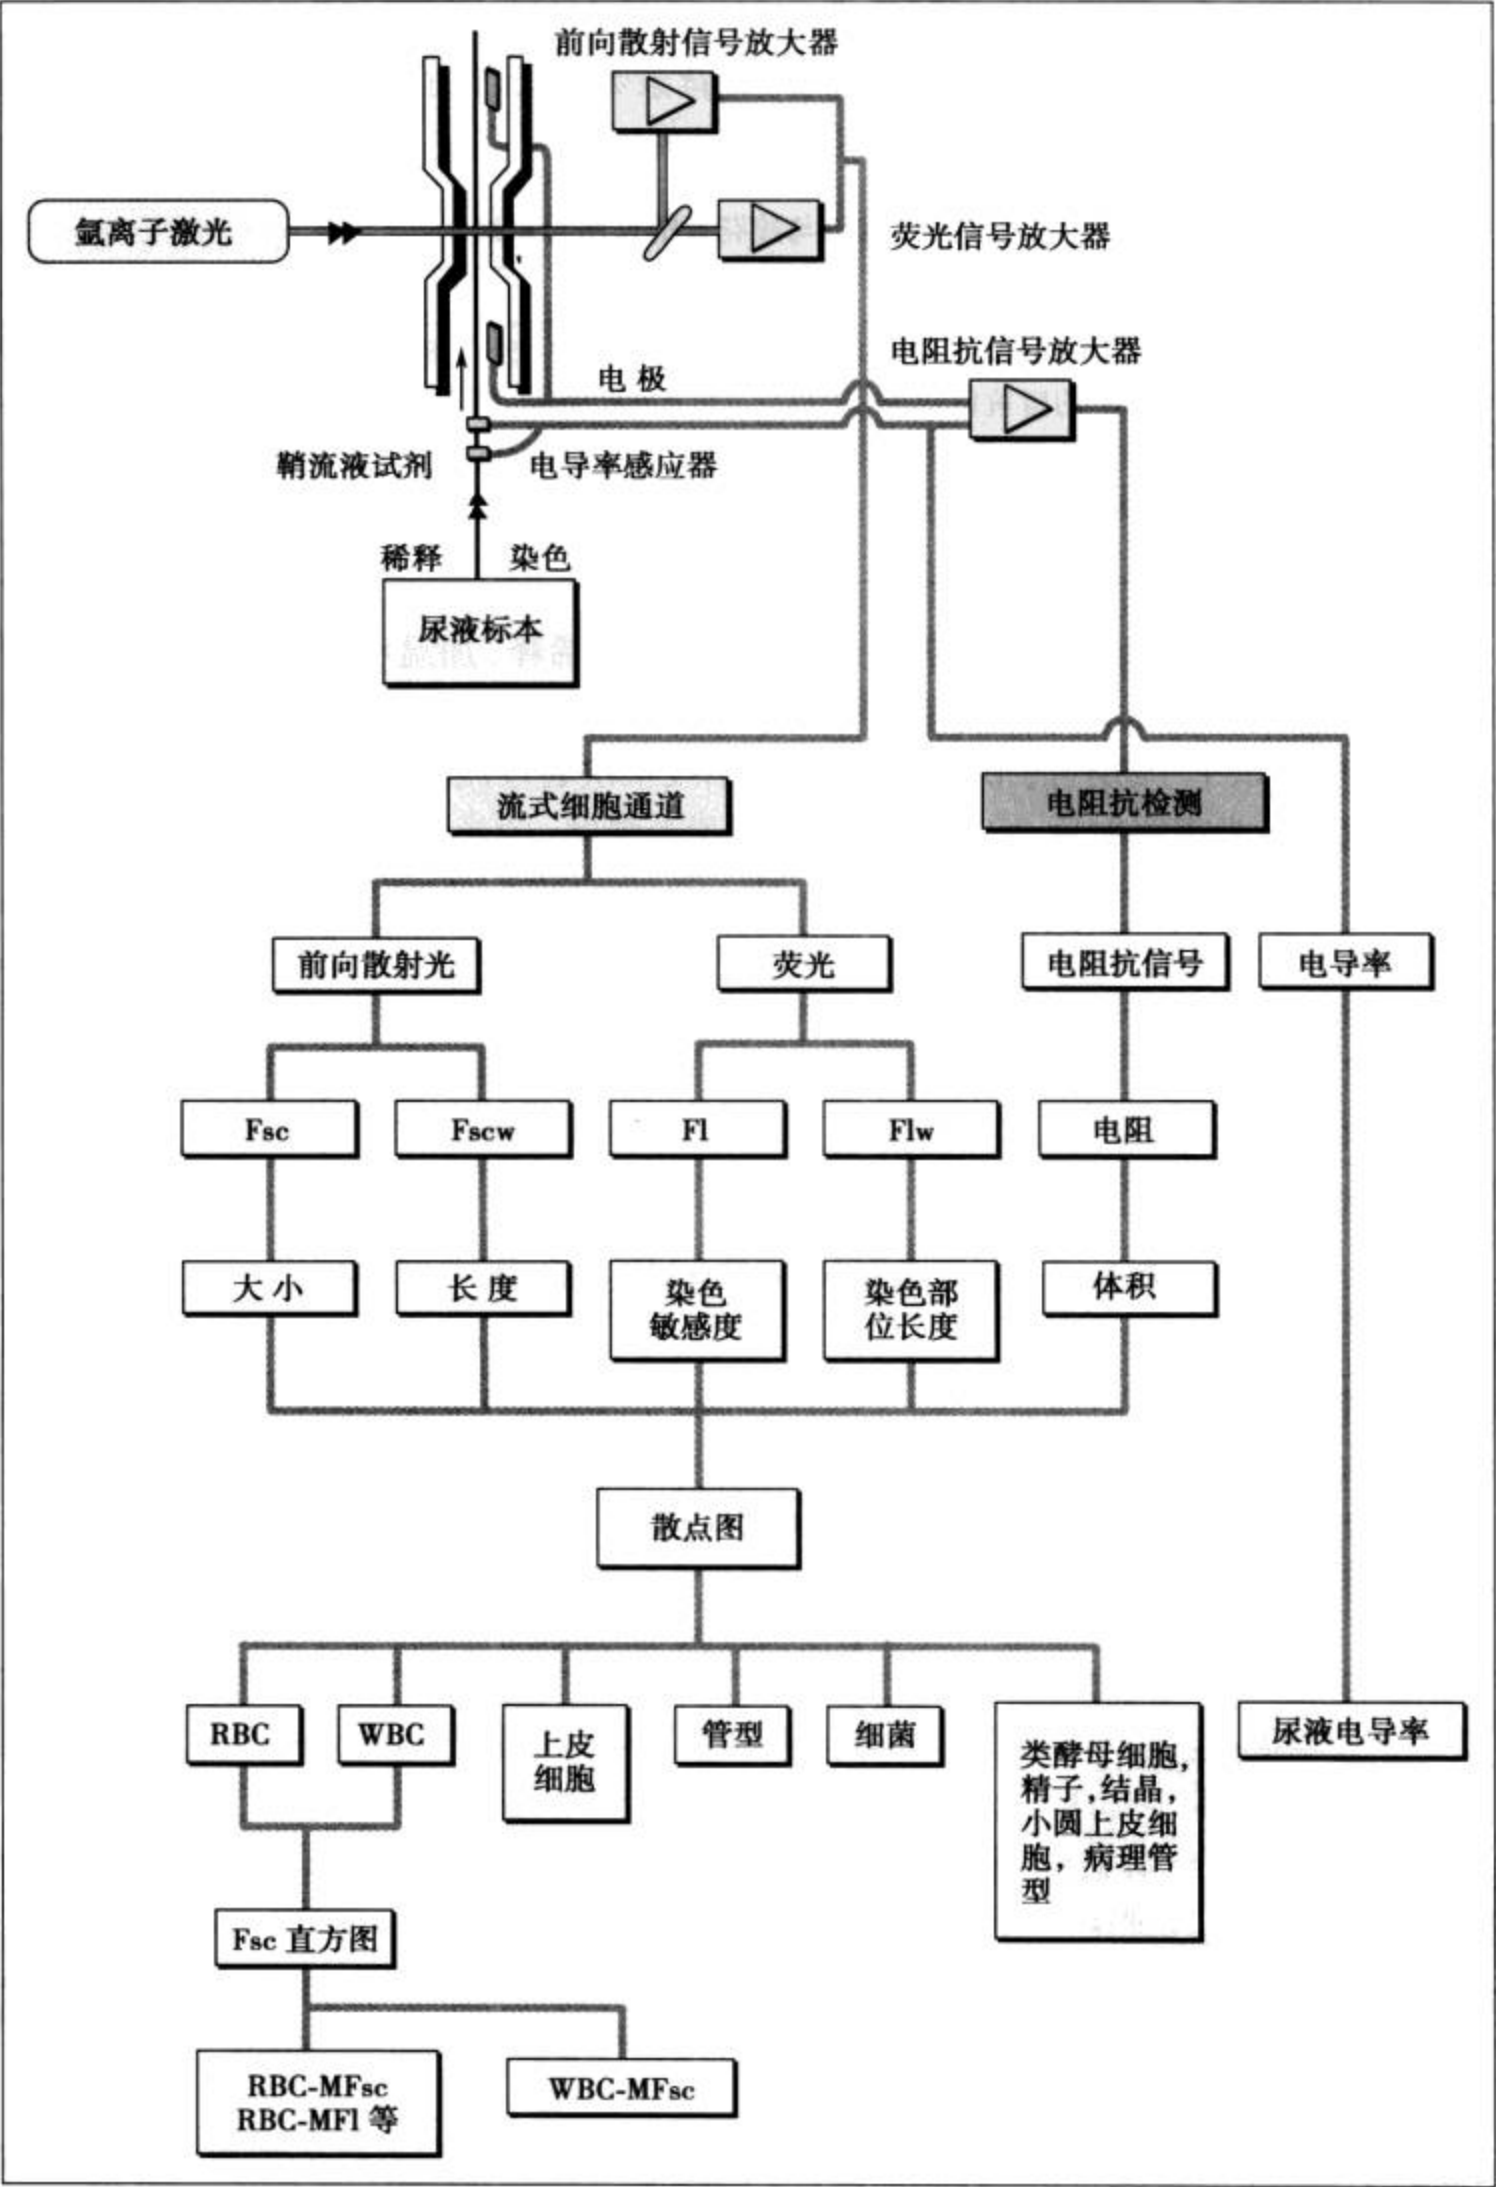 前向散射信号放大器
氩离子激光
荧光信号放大器
电阻抗信号放大器
电 极
鞘流液试剂
电导率感应器
稀释
染色
尿液标本
流式细胞通道
电阻抗检测
前向散射光
荧光
电阻抗信号
电导率
Fsc
Fscw
Fl
Flw
电阻
大 小
长 度
染色
敏感度
染色部
位长度
体积
散点图
RBC
WBC
上皮
细胞
管型
细菌
类酵母细胞,
精子,结晶,
小圆上皮细
胞,病理管
型
尿液电导率
Fsc 直方图
RBC-MFsc
RBC-MFl 等
WBC-MFsc